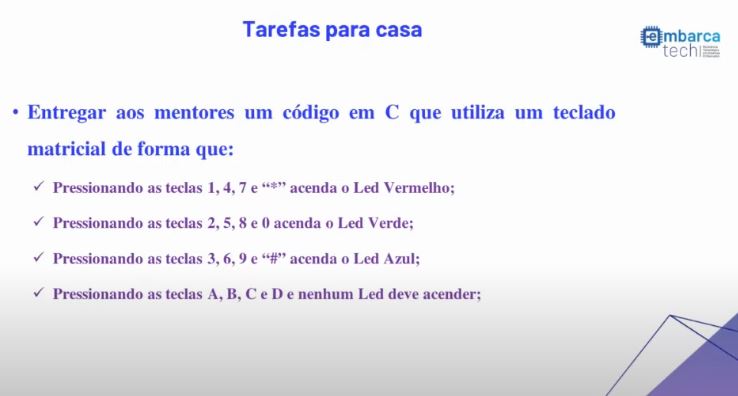 Tarefas para casa
embarca
tech
• Entregar aos mentores um código em C que utiliza um teclado
matricial de forma que:
✓ Pressionando as teclas 1, 4, 7 e “*” acenda o Led Vermelho;
✓ Pressionando as teclas 2, 5, 8 e 0 acenda o Led Verde;
✓ Pressionando as teclas 3, 6, 9 e “#” acenda o Led Azul;
✓ Pressionando as teclas A, B, C e D e nenhum Led deve acender;